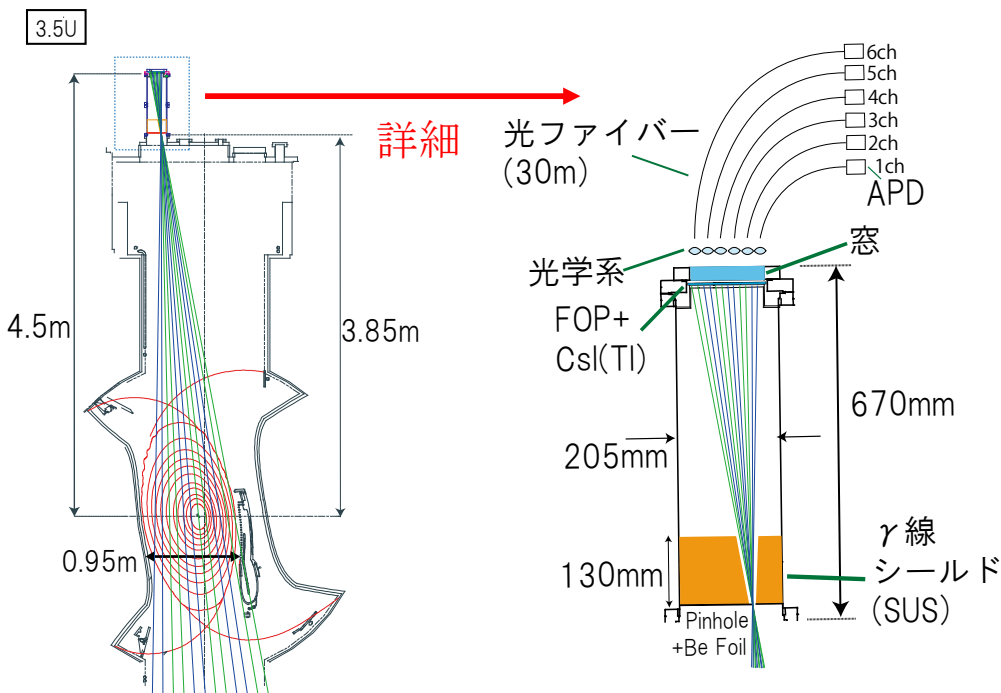 3.5U
4.5m
3.85m
0.95m
詳細
光ファイバー
(30m)
6ch
5ch
4ch
3ch
2ch
1ch
APD
光学系
窓
FOP+
CsI(Tl)
670mm
205mm
130mm
γ線
シールド
(SUS)
Pinhole
+Be Foil